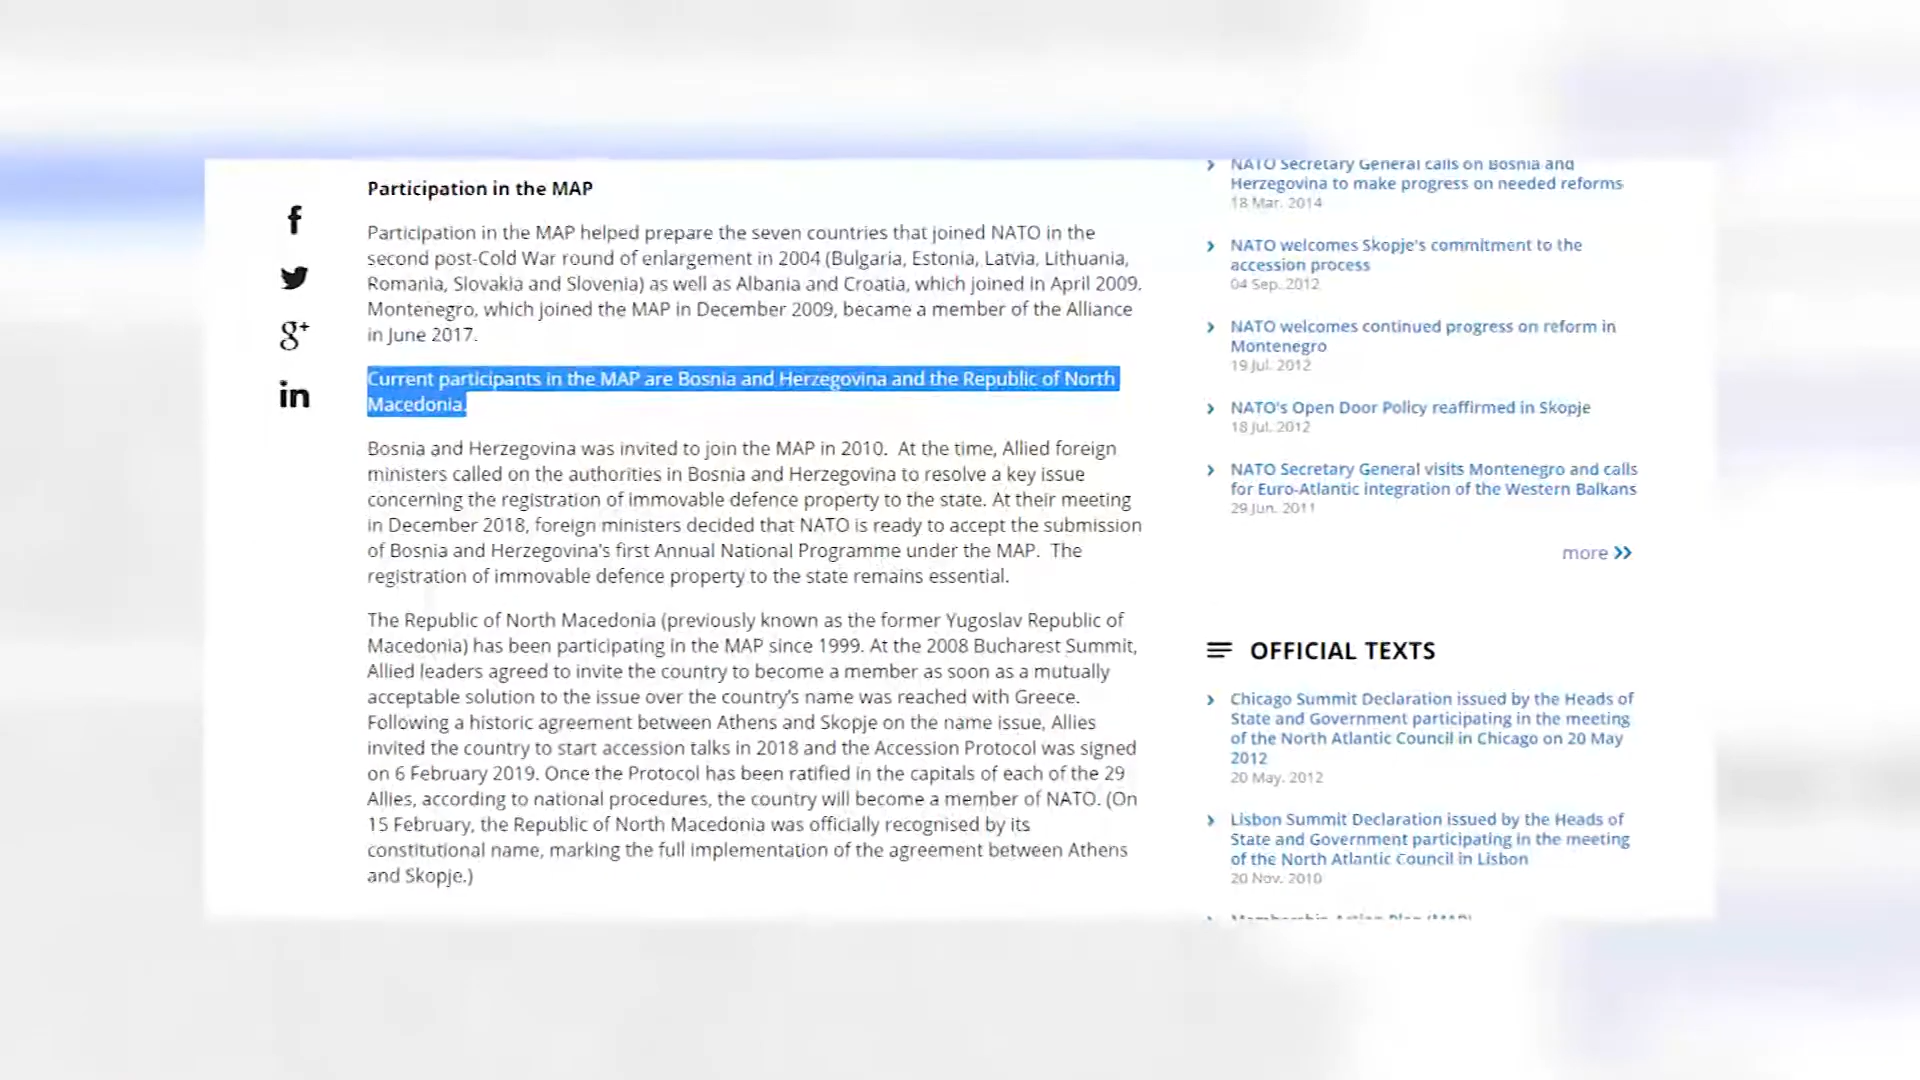 Participation in the MAP
Participation in the MAP helped prepare the seven countries that joined NATO in the
second post-Cold War round of enlargement in 2004 (Bulgaria, Estonia, Latvia, Lithuania,
Romania, Slovakia and Slovenia) as well as Albania and Croatia, which joined in April 2009.
Montenegro, which joined the MAP in December 2009, became a member of the Alliance
in June 2017.
Current participants in the MAP are Bosnia and Herzegovina and the Republic of North
Macedonia.
Bosnia and Herzegovina was invited to join the MAP in 2010. At the time, Allied foreign
ministers called on the authorities in Bosnia and Herzegovina to resolve a key issue
concerning the registration of immovable defence property to the state. At their meeting
in December 2018, foreign ministers decided that NATO is ready to accept the submission
of Bosnia and Herzegovina's first Annual National Programme under the MAP. The
registration of immovable defence property to the state remains essential.
The Republic of North Macedonia (previously known as the former Yugoslav Republic of
Macedonia) has been participating in the MAP since 1999. At the 2008 Bucharest Summit,
Allied leaders agreed to invite the country to become a member as soon as a mutually
acceptable solution to the issue over the country's name was reached with Greece.
Following a historic agreement between Athens and Skopje on the name issue, Allies
invited the country to start accession talks in 2018 and the Accession Protocol was signed
on 6 February 2019. Once the Protocol has been ratified in the capitals of each of the 29
Allies, according to national procedures, the country will become a member of NATO. (On
15 February, the Republic of North Macedonia was officially recognised by its
constitutional name, marking the full implementation of the agreement between Athens
and Skopje.)
NATO Secretary General calls on Bosnia and
Herzegovina to make progress on needed reforms
18 Mar. 2014
NATO welcomes Skopje's commitment to the
accession process
04 Sep. 2012
NATO welcomes continued progress on reform in
Montenegro
19 Jul. 2012
NATO's Open Door Policy reaffirmed in Skopje
18 Jul. 2012
NATO Secretary General visits Montenegro and calls
for Euro-Atlantic integration of the Western Balkans
29 Jun. 2011
more
OFFICIAL TEXTS
Chicago Summit Declaration issued by the Heads of
State and Government participating in the meeting
of the North Atlantic Council in Chicago on 20 May
2012
20 May. 2012
Lisbon Summit Declaration issued by the Heads of
State and Government participating in the meeting
of the North Atlantic Council in Lisbon
20 Nov. 2010
Membership Action Plan (MAP)